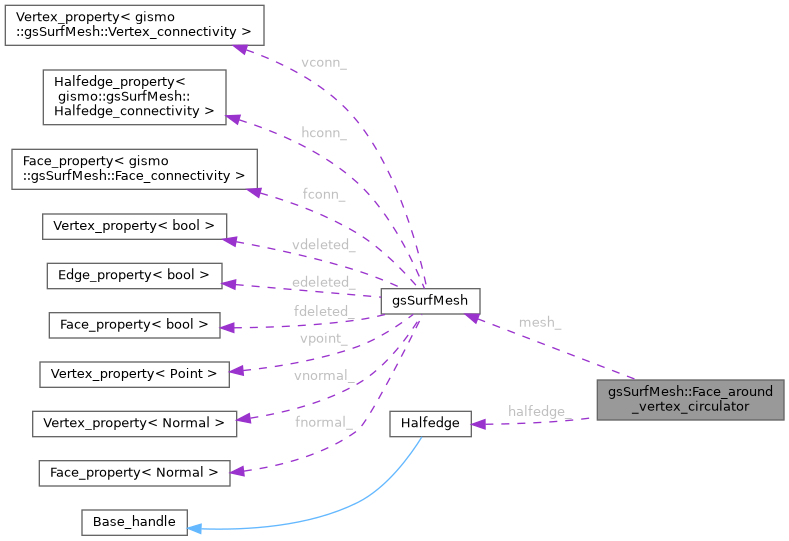 Vertex_property< gismo
::gsSurfMesh::Vertex_connectivity >
vconn_
Halfedge_property<
gismo::gsSurfMesh::
Halfedge_connectivity >
hconn_
Face_property< gismo
::gsSurfMesh::Face_connectivity >
fconn_
Vertex_property< bool >
vdeleted_
Edge_property< bool >
edeleted_
gsSurfMesh
Face_property< bool >
fdeleted_
mesh_
vpoint_
Vertex_property< Point >
vnormal_
gsSurfMesh::Face_around
_vertex_circulator
halfedge_
Vertex_property< Normal >
fnormal_
Halfedge
Face_property< Normal >
Base_handle